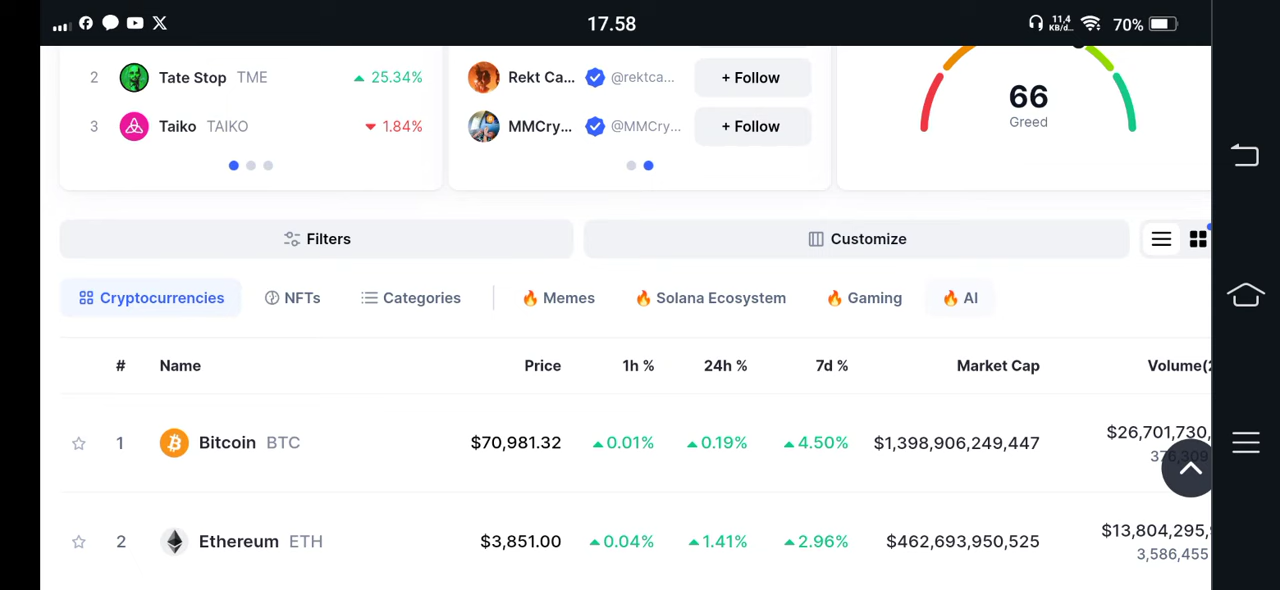 17.58
11,4
KB/d...
70%
2 Tate Stop TME 25.34%
3 Taiko TAIKO 1.84%
Rekt Ca... @rektca... + Follow
MMCry... @MMCry... + Follow
66
Greed
Filters
Customize
Cryptocurrencies NFTs Categories Memes Solana Ecosystem Gaming AI
# Name Price 1h % 24h % 7d % Market Cap Volume(2
1 Bitcoin BTC $70,981.32 0.01% 0.19% 4.50% $1,398,906,249,447 $26,701,730,
376,309
2 Ethereum ETH $3,851.00 0.04% 1.41% 2.96% $462,693,950,525 $13,804,295,
3,586,455